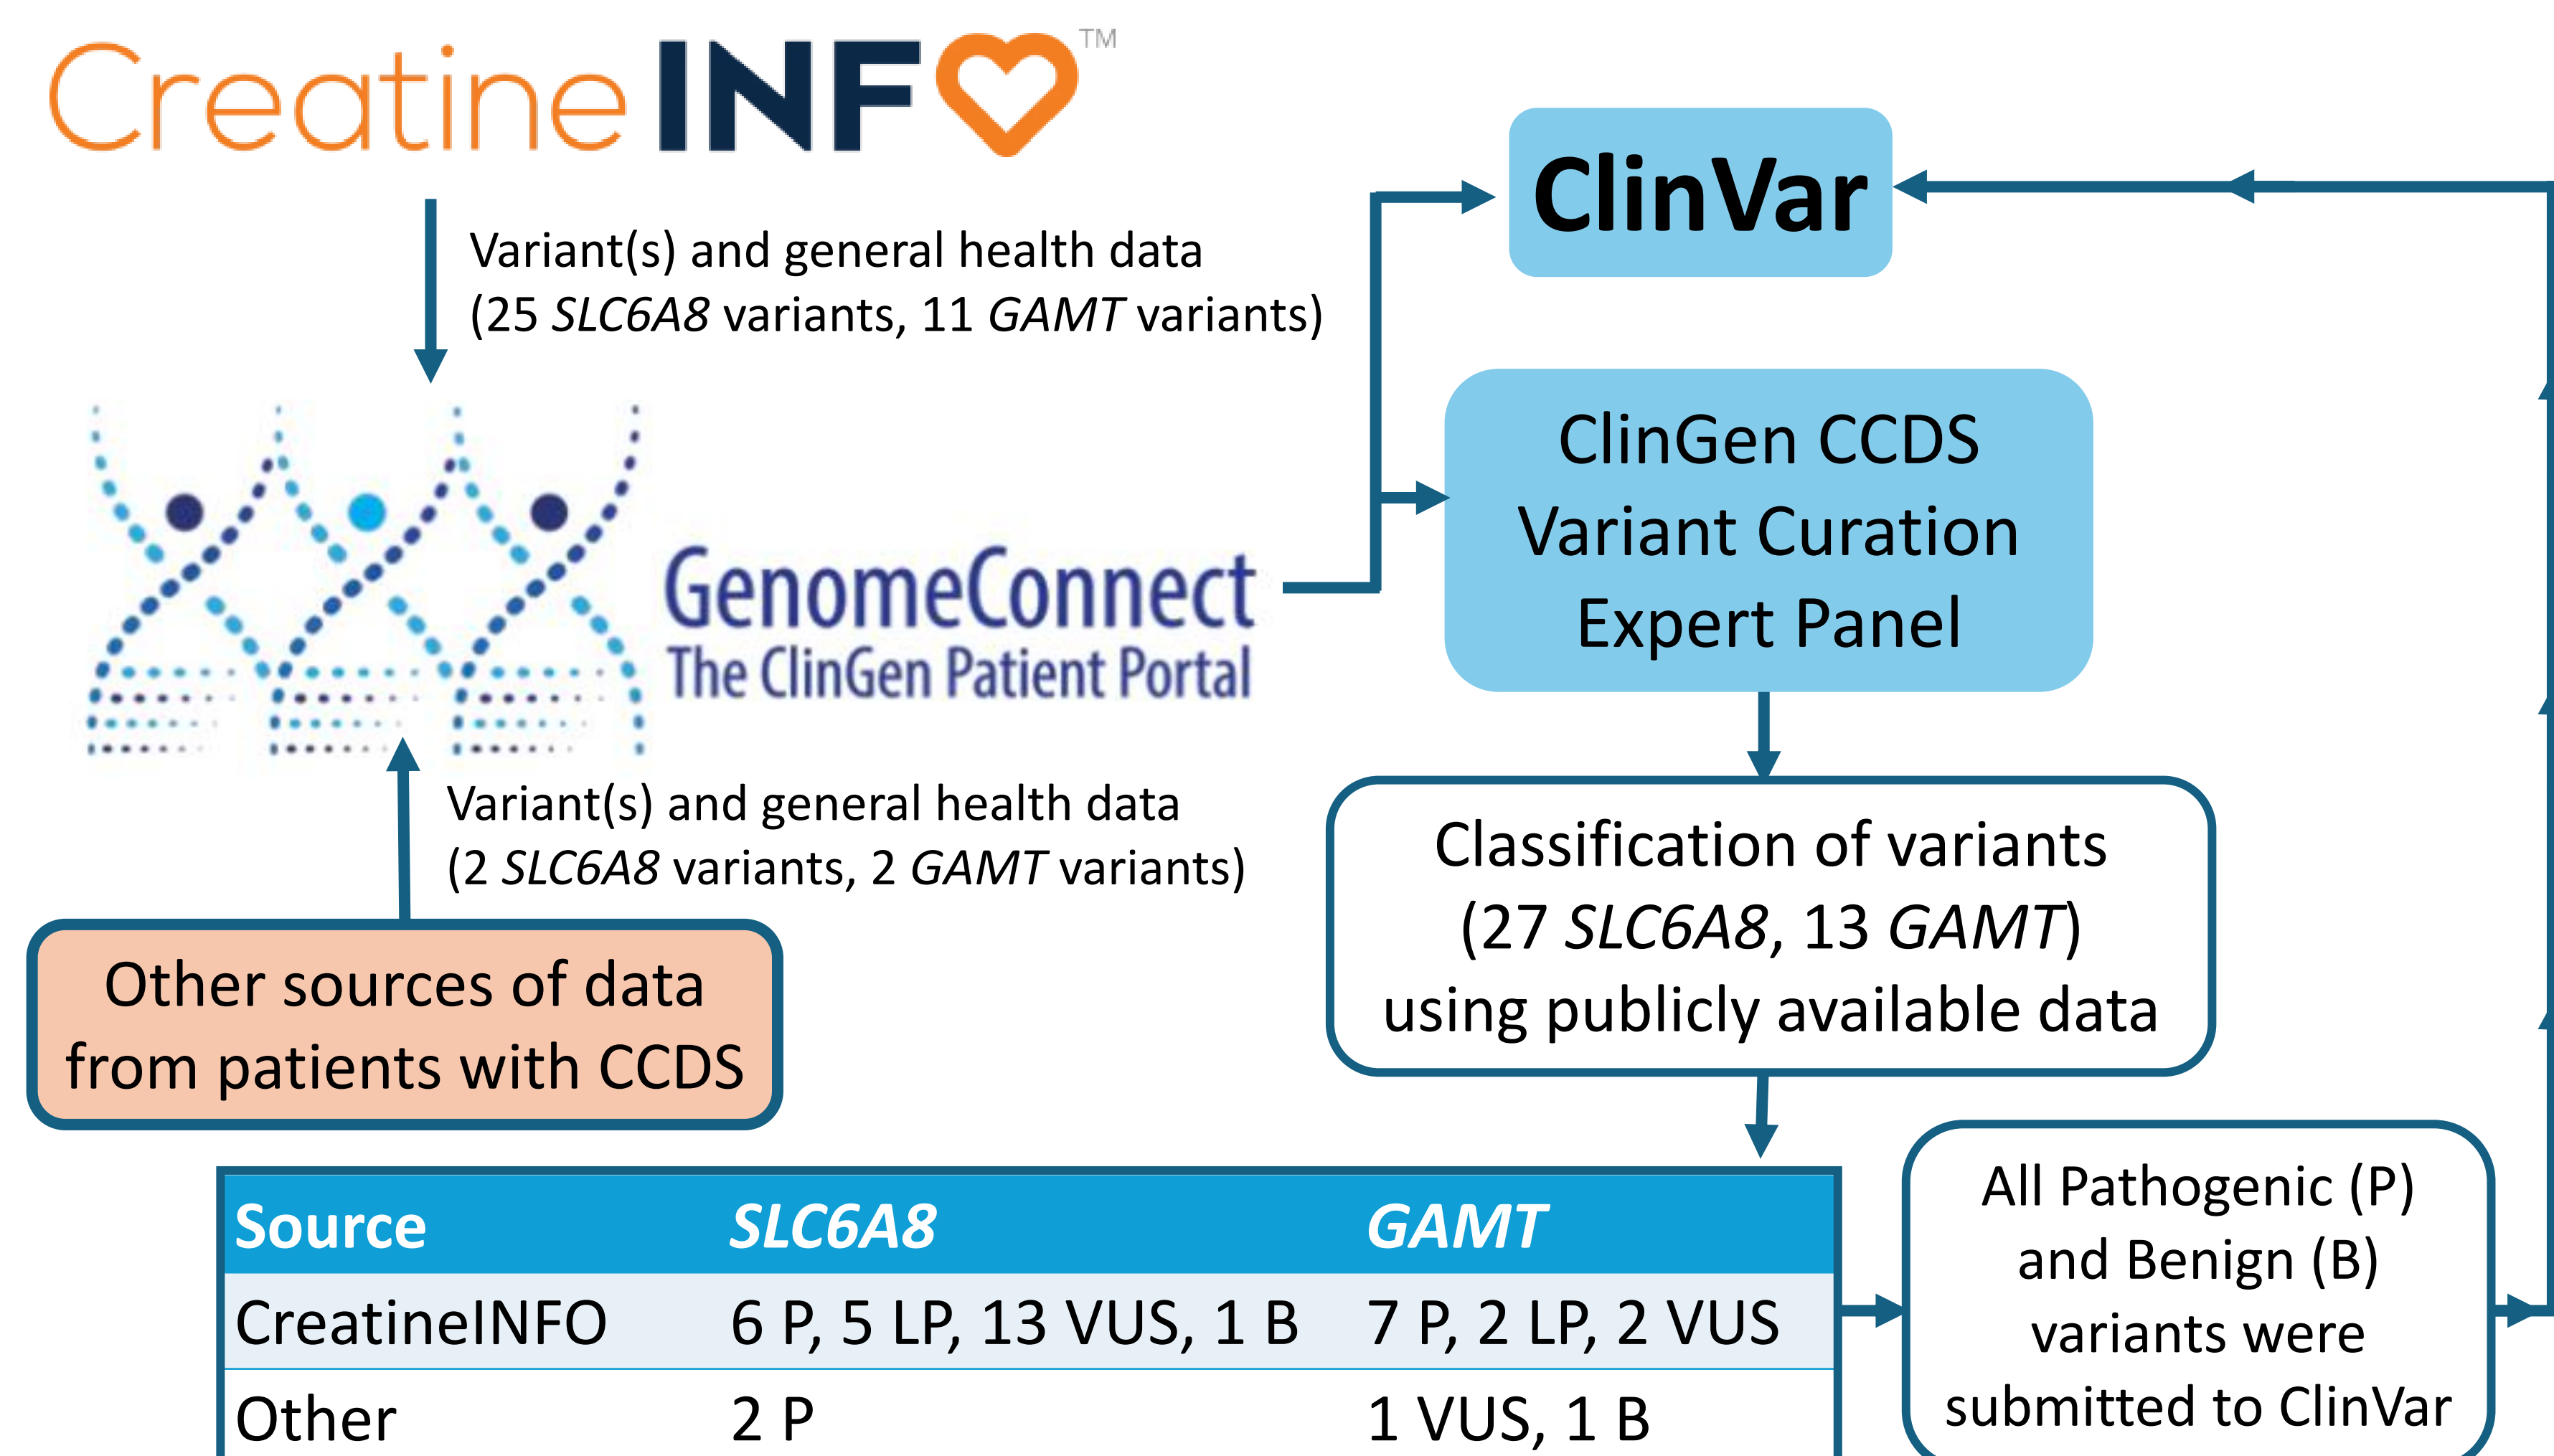 CreatineINFO™
Variant(s) and general health data
(25 SLC6A8 variants, 11 GAMT variants)
GenomeConnect
The ClinGen Patient Portal
Variant(s) and general health data
(2 SLC6A8 variants, 2 GAMT variants)
Other sources of data
from patients with CCDS
ClinVar
ClinGen CCDS
Variant Curation
Expert Panel
Classification of variants
(27 SLC6A8, 13 GAMT)
using publicly available data
Source SLC6A8 GAMT
CreatineINFO 6 P, 5 LP, 13 VUS, 1 B 7 P, 2 LP, 2 VUS
Other 2 P 1 VUS, 1 B
All Pathogenic (P)
and Benign (B)
variants were
submitted to ClinVar